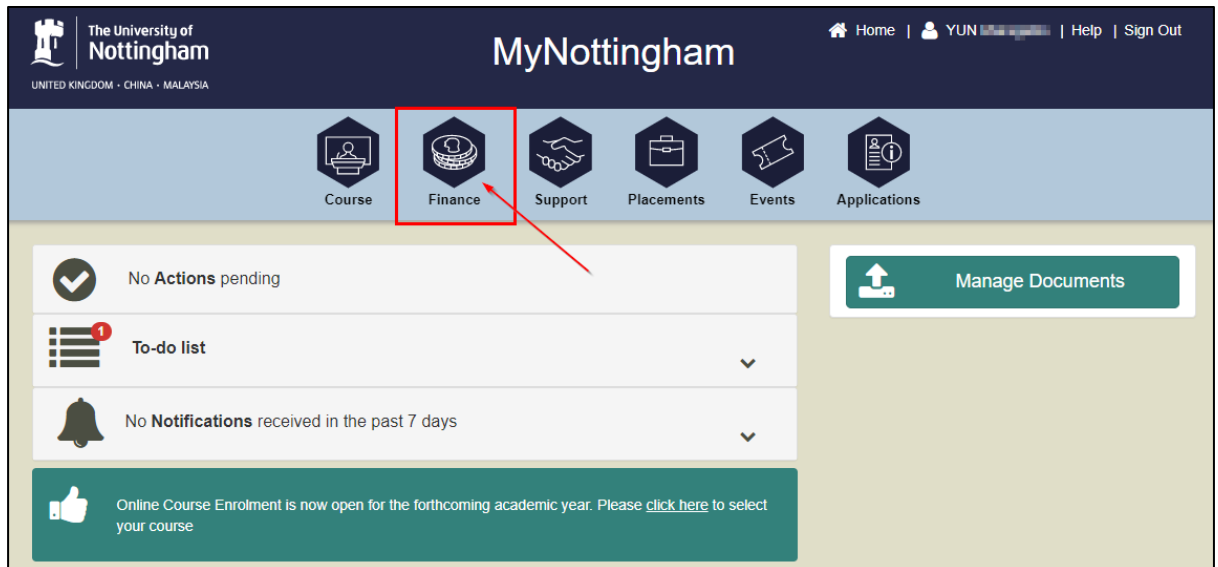 The University of
Nottingham
UNITED KINGDOM · CHINA · MALAYSIA
MyNottingham
Home | YUN | Help | Sign Out
Course
Finance
Support
Placements
Events
Applications
No Actions pending
1
To-do list
No Notifications received in the past 7 days
Online Course Enrolment is now open for the forthcoming academic year. Please click here to select
your course
Manage Documents